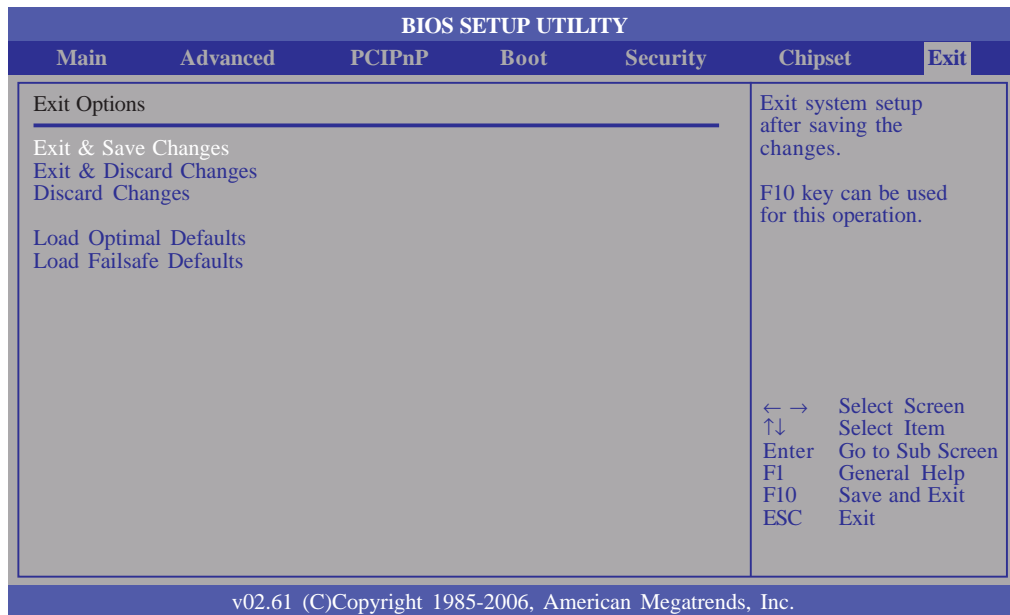 BIOS SETUP UTILITY
Main Advanced PCIPnP Boot Security Chipset Exit
Exit Options
Exit & Save Changes
Exit & Discard Changes
Discard Changes
Load Optimal Defaults
Load Failsafe Defaults
Exit system setup
after saving the
changes.
F10 key can be used
for this operation.
← → Select Screen
↑↓ Select Item
Enter Go to Sub Screen
F1 General Help
F10 Save and Exit
ESC Exit
v02.61 (C)Copyright 1985-2006, American Megatrends, Inc.